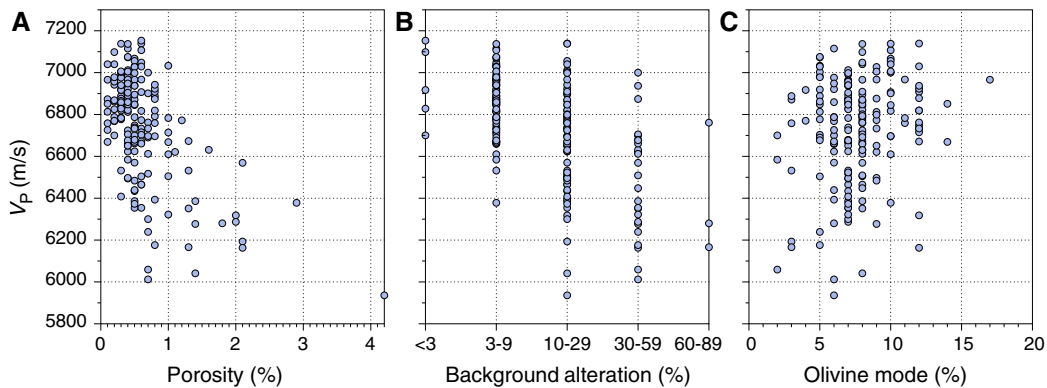 A
B
C
7200
7000
6800
6600
6400
6200
6000
5800
VP (m/s)
0 1 2 3 4
Porosity (%)
<3 3-9 10-29 30-59 60-89
Background alteration (%)
0 5 10 15 20
Olivine mode (%)